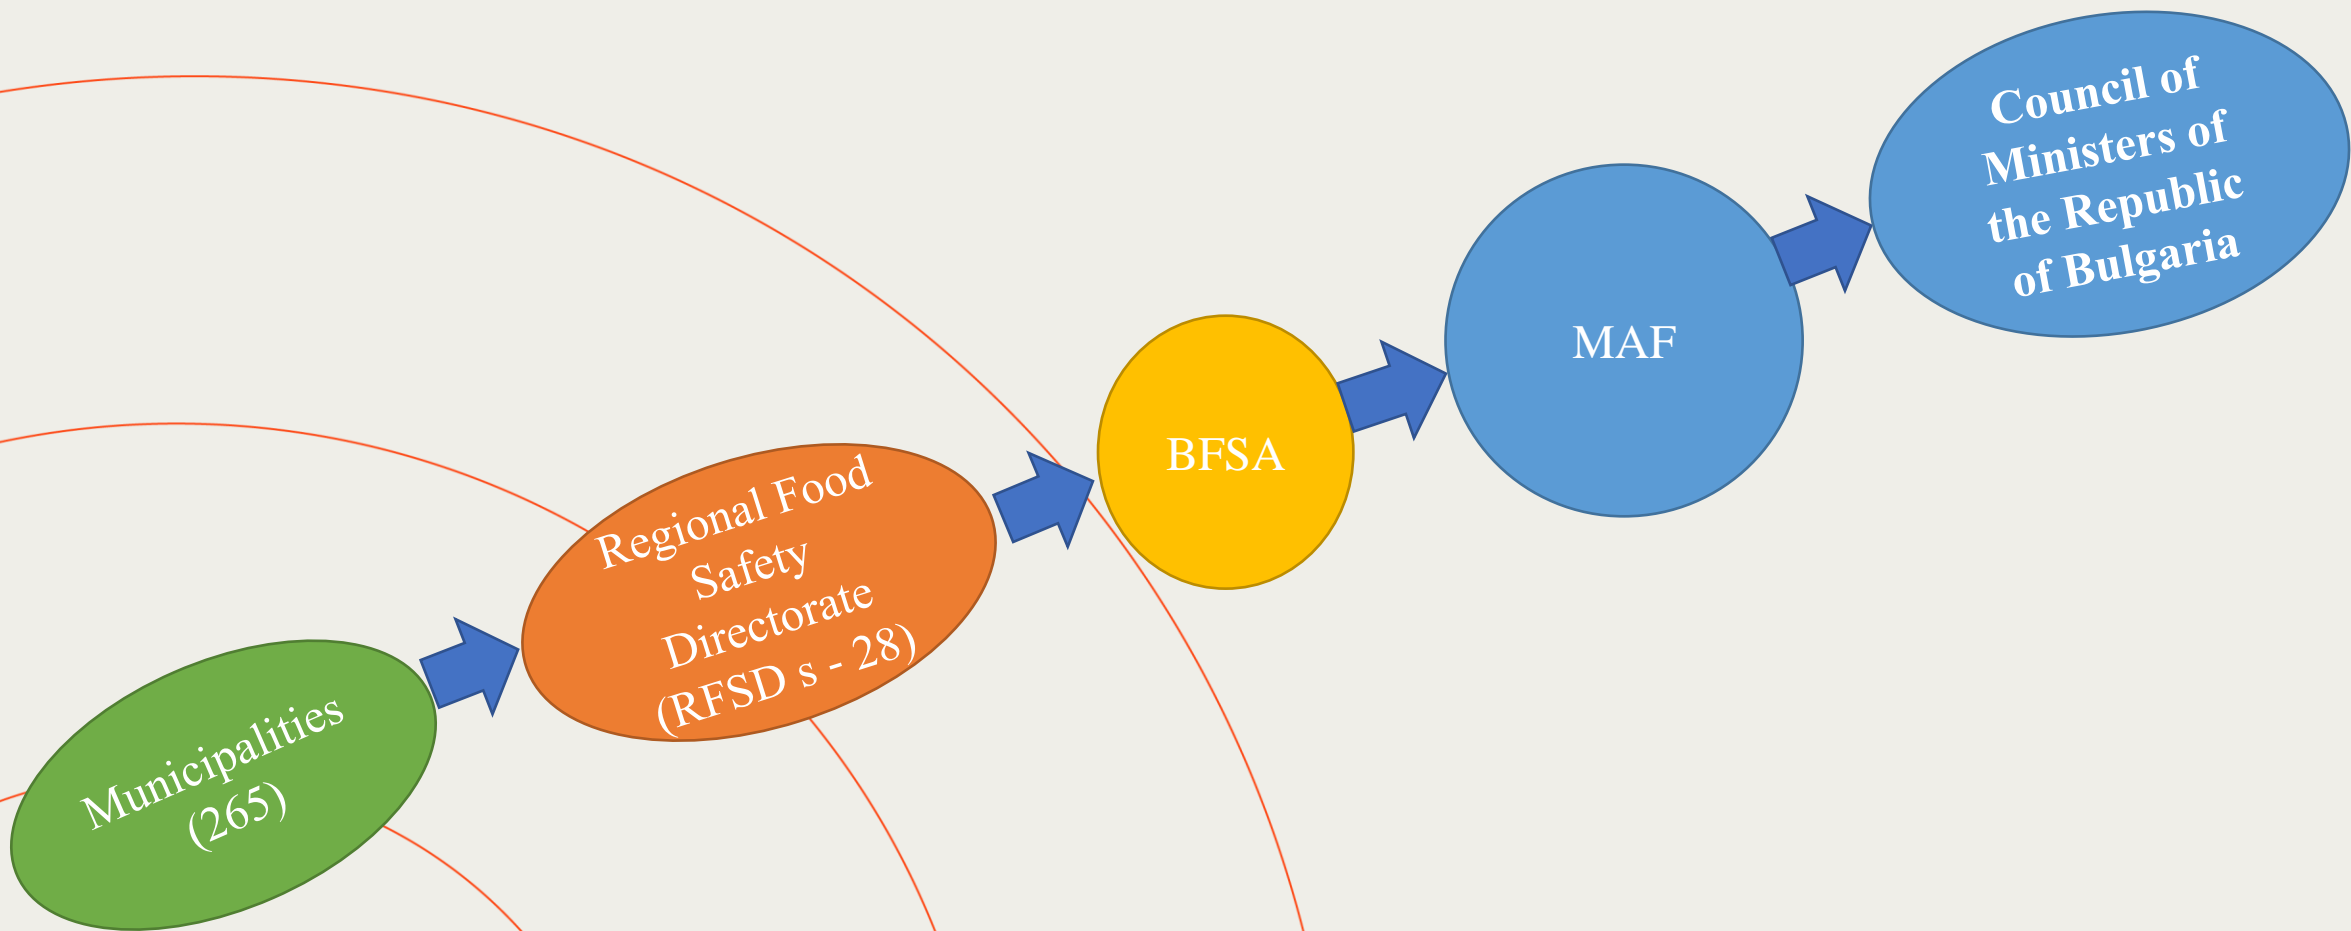 Municipalities
(265)
Regional Food
Safety
Directorate
(RFSD s - 28)
BFSA
MAF
Council of
Ministers of
the Republic
of Bulgaria